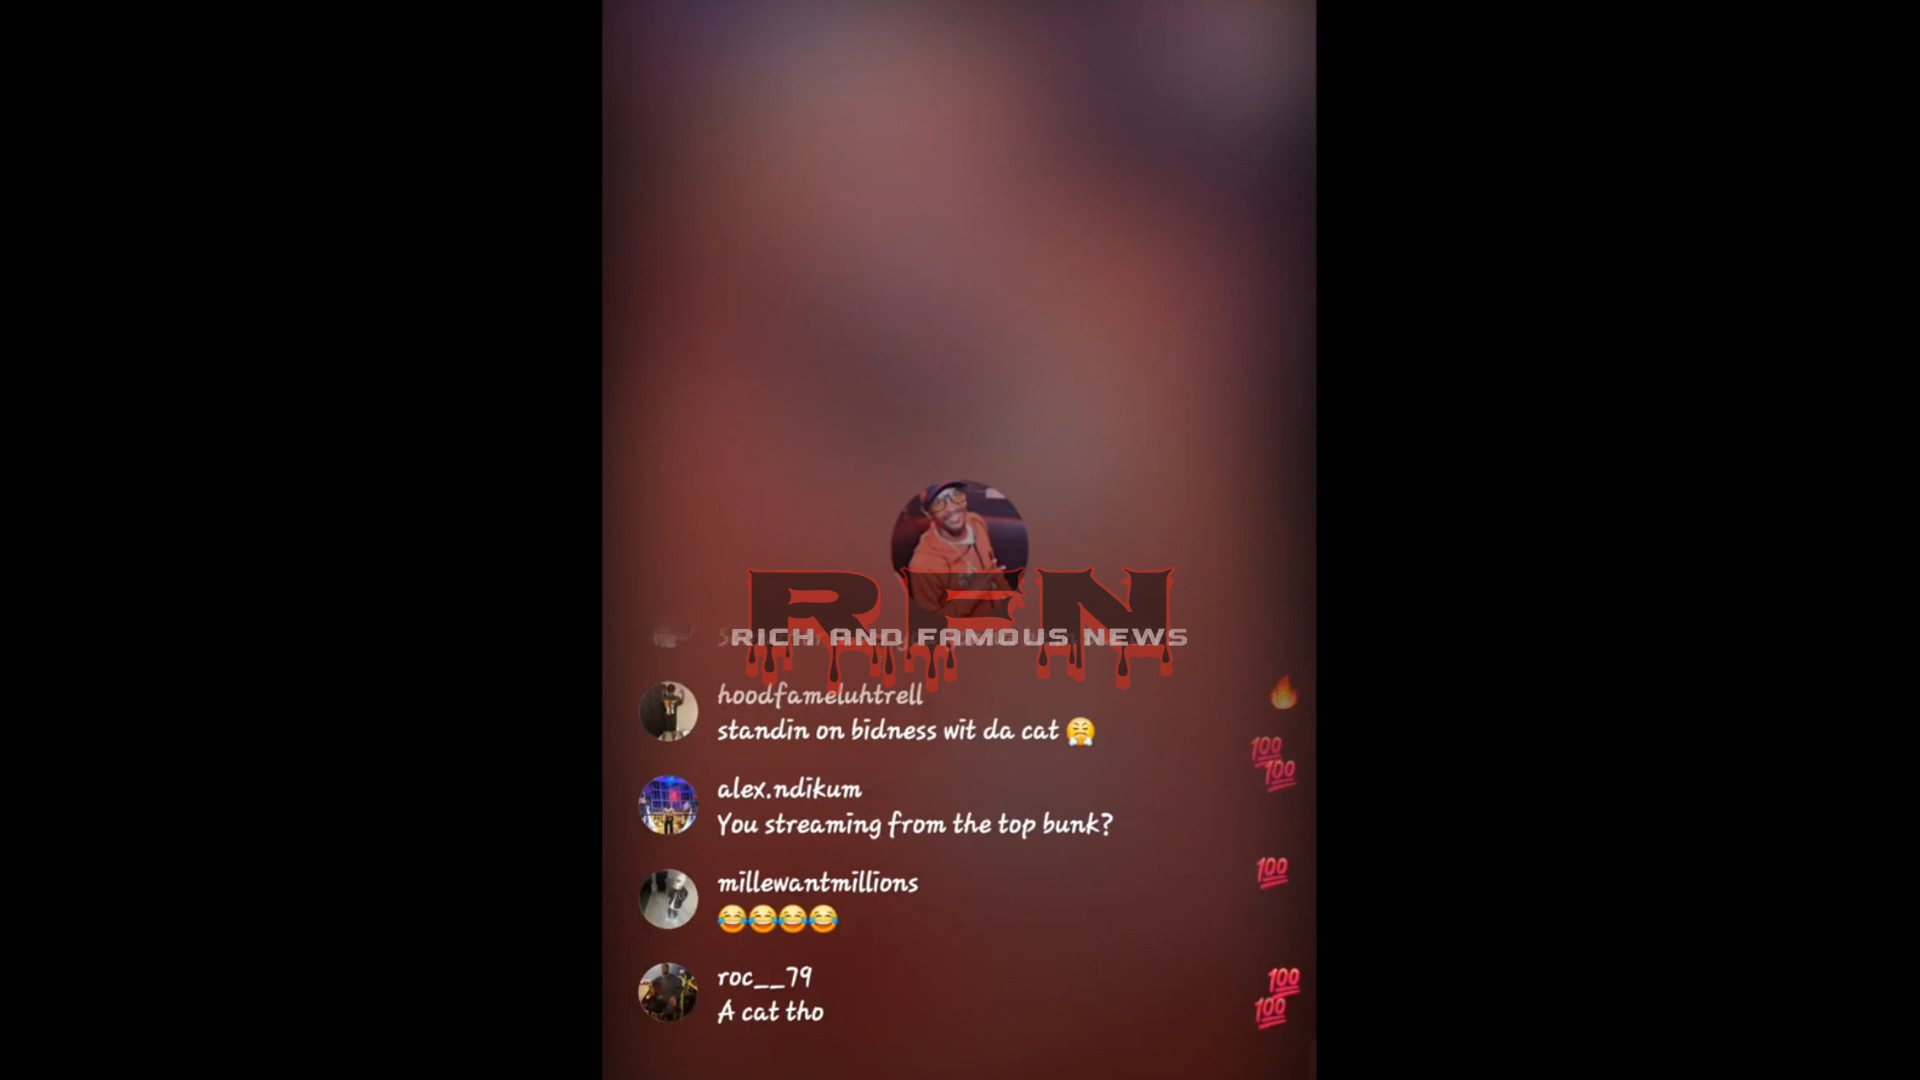 RFN
RICH AND FAMOUS NEWS
hoodfameluhtrell
standin on bidness wit da cat 😤
alex.ndikum
You streaming from the top bunk?
millewantmillions
😂😂😂😂
roc__79
A cat tho
💯
💯
💯
💯
💯